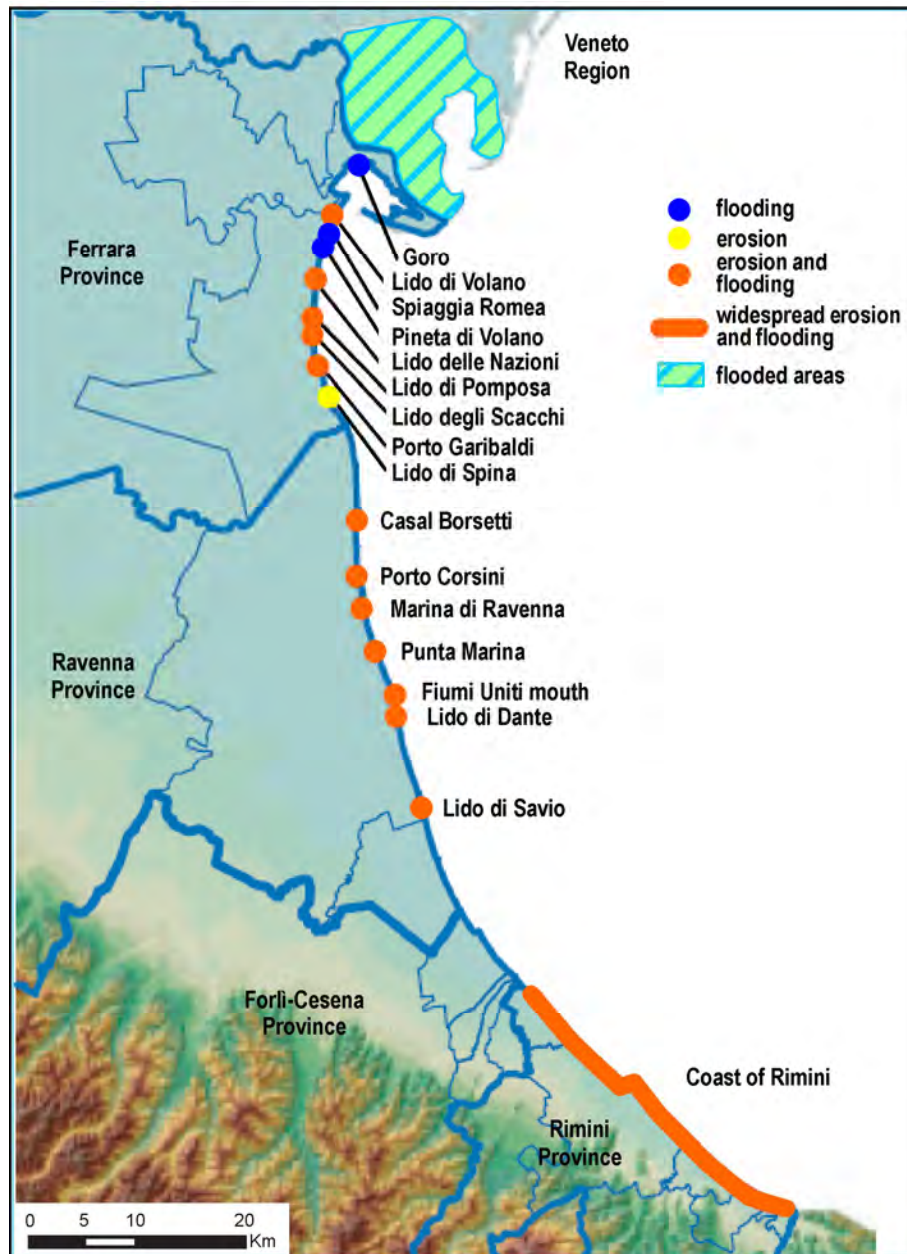 Veneto
Region
flooding
erosion
erosion and
flooding
widespread erosion
and flooding
flooded areas
Ferrara
Province
Goro
Lido di Volano
Spiaggia Romea
Pineta di Volano
Lido delle Nazioni
Lido di Pomposa
Lido degli Scacchi
Porto Garibaldi
Lido di Spina
Casal Borsetti
Porto Corsini
Marina di Ravenna
Punta Marina
Ravenna
Province
Fiumi Uniti mouth
Lido di Dante
Lido di Savio
Forlì-Cesena
Province
Coast of Rimini
Rimini
Province
0 5 10 20
Km